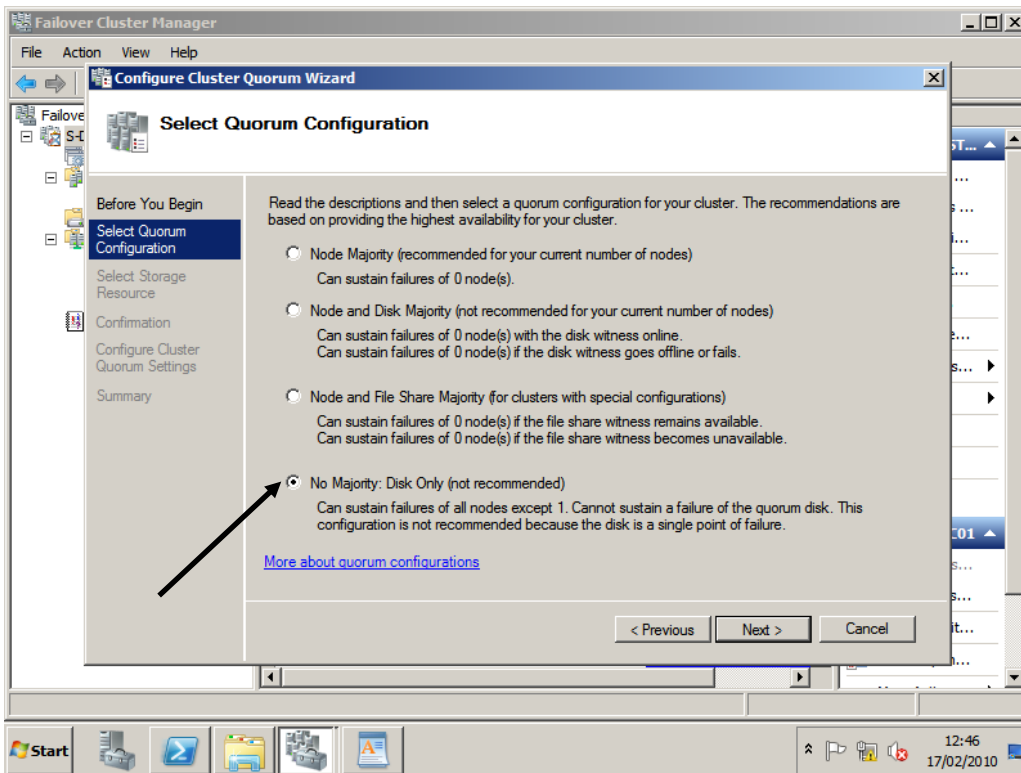 Failover Cluster Manager
File Action View Help
Configure Cluster Quorum Wizard
Failove
S-D
Select Quorum Configuration
ST...
Before You Begin
Select Quorum
Configuration
Select Storage
Resource
Confirmation
Configure Cluster
Quorum Settings
Summary
Read the descriptions and then select a quorum configuration for your cluster. The recommendations are
based on providing the highest availability for your cluster.
Node Majority (recommended for your current number of nodes)
Can sustain failures of 0 node(s).
Node and Disk Majority (not recommended for your current number of nodes)
Can sustain failures of 0 node(s) with the disk witness online.
Can sustain failures of 0 node(s) if the disk witness goes offline or fails.
Node and File Share Majority (for clusters with special configurations)
Can sustain failures of 0 node(s) if the file share witness remains available.
Can sustain failures of 0 node(s) if the file share witness becomes unavailable.
No Majority: Disk Only (not recommended)
Can sustain failures of all nodes except 1. Cannot sustain a failure of the quorum disk. This
configuration is not recommended because the disk is a single point of failure.
More about quorum configurations
C01
< Previous Next > Cancel
Start
12:46
17/02/2010